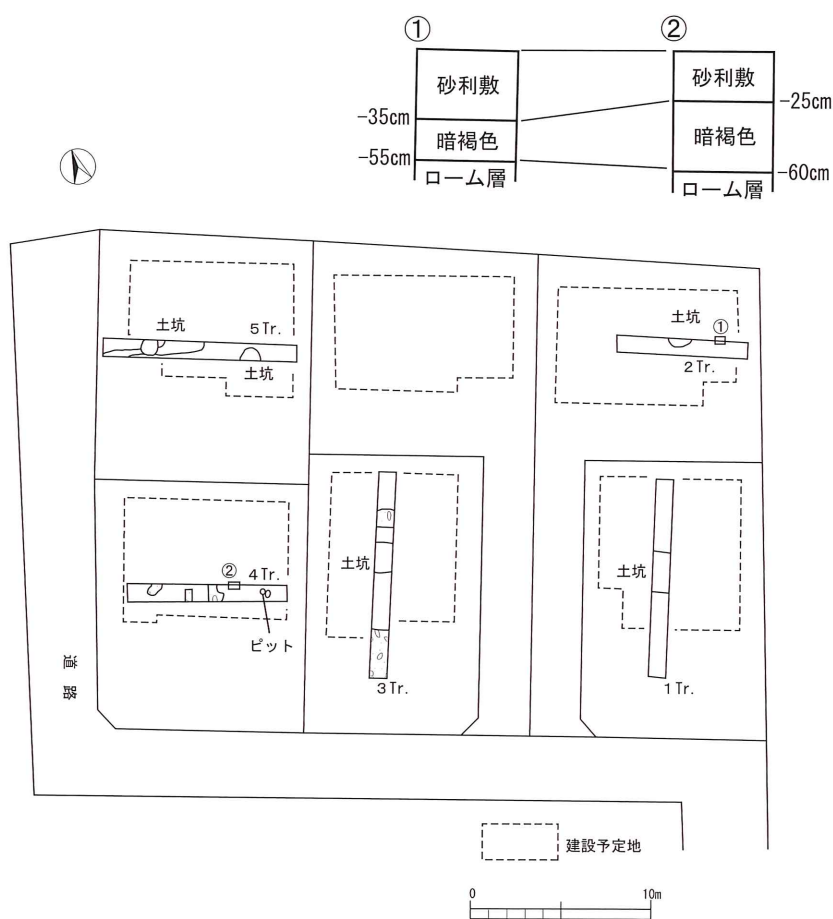 ① ②
砂利敷 砂利敷
-35cm -25cm
暗褐色 暗褐色
-55cm -60cm
ローム層 ローム層
土坑 5Tr.
土坑
土坑
①
2Tr.
② 4Tr.
ピット
土坑
3Tr.
土坑
1Tr.
道路
建設予定地
0 10m